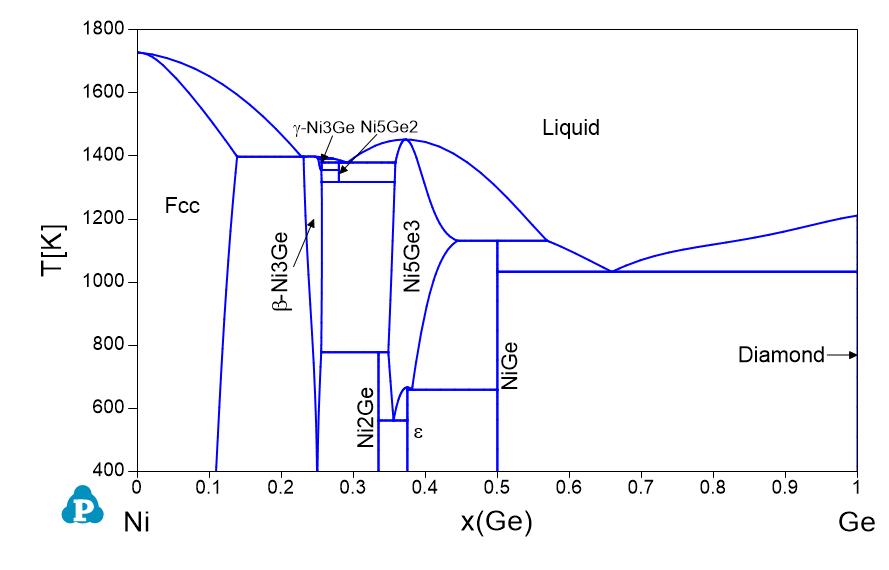 1800
1600
1400
1200
1000
800
600
400
T[K]
γ-Ni3Ge Ni5Ge2
Liquid
Fcc
β-Ni3Ge
Ni5Ge3
Diamond
NiGe
Ni2Ge
ε
0 0.1 0.2 0.3 0.4 0.5 0.6 0.7 0.8 0.9 1
P
Ni x(Ge) Ge